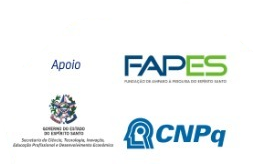 Apoio
FAPES
FUNDAÇÃO DE AMPARO À PESQUISA DO ESPÍRITO SANTO
GOVERNO DO ESTADO
DO ESPÍRITO SANTO
Secretaria da Ciência, Tecnologia, Inovação,
Educação Profissional e Desenvolvimento Econômico
CNPq